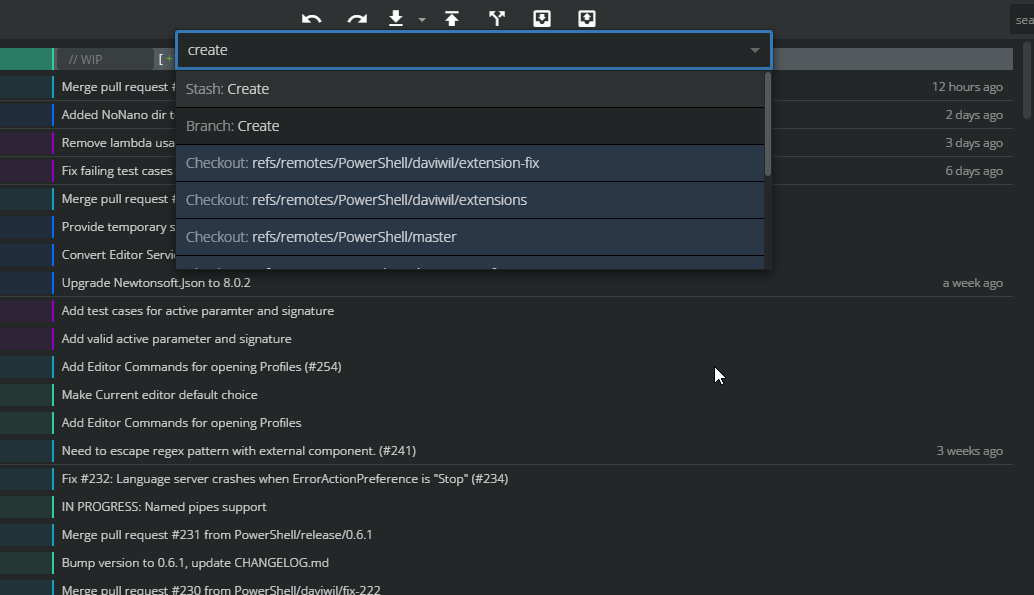 sea
create
// WIP
[ +
Stash: Create
Merge pull request #
12 hours ago
Added NoNano dir t
Branch: Create
2 days ago
Remove lambda usa
3 days ago
Checkout: refs/remotes/PowerShell/daviwil/extension-fix
Fix failing test cases
6 days ago
Merge pull request #
Checkout: refs/remotes/PowerShell/daviwil/extensions
Provide temporary s
Checkout: refs/remotes/PowerShell/master
Convert Editor Servi
Upgrade Newtonsoft.Json to 8.0.2
a week ago
Add test cases for active paramter and signature
Add valid active parameter and signature
Add Editor Commands for opening Profiles (#254)
Make Current editor default choice
Add Editor Commands for opening Profiles
Need to escape regex pattern with external component. (#241)
3 weeks ago
Fix #232: Language server crashes when ErrorActionPreference is "Stop" (#234)
IN PROGRESS: Named pipes support
Merge pull request #231 from PowerShell/release/0.6.1
Bump version to 0.6.1, update CHANGELOG.md
Merge pull request #230 from PowerShell/daviwil/fix-222